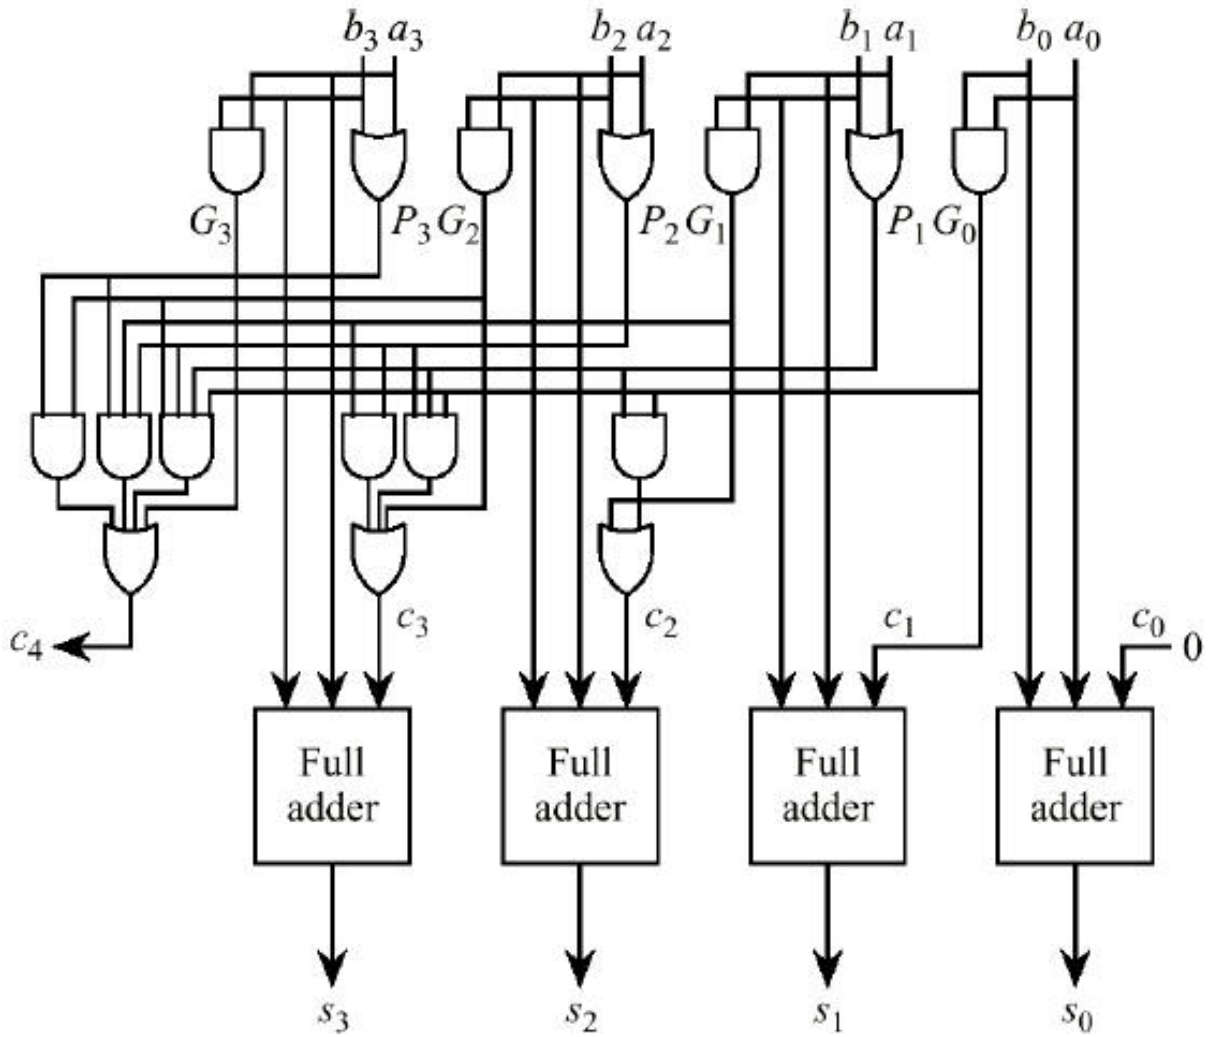 b₃ a₃ b₂ a₂ b₁ a₁ b₀ a₀
G₃ P₃ G₂ P₂ G₁ P₁ G₀
c₄ c₃ c₂ c₁ c₀ 0
Full adder
Full adder
Full adder
Full adder
s₃ s₂ s₁ s₀